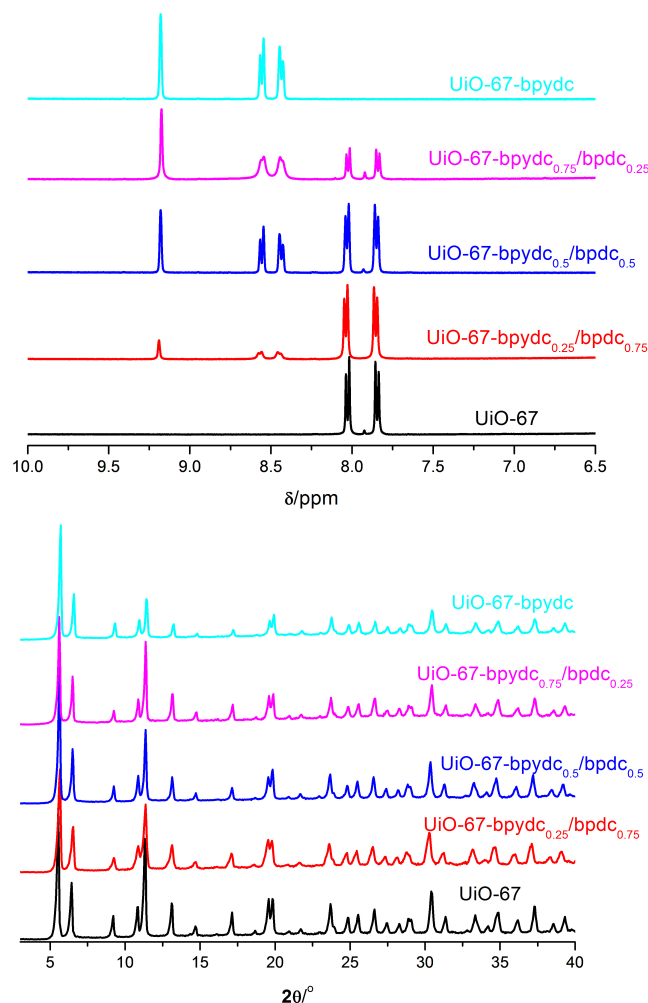 UiO-67-bpydc
UiO-67-bpydc0.75/bpdc0.25
UiO-67-bpydc0.5/bpdc0.5
UiO-67-bpydc0.25/bpdc0.75
UiO-67
10.0 9.5 9.0 8.5 8.0 7.5 7.0 6.5
δ/ppm
UiO-67-bpydc
UiO-67-bpydc0.75/bpdc0.25
UiO-67-bpydc0.5/bpdc0.5
UiO-67-bpydc0.25/bpdc0.75
UiO-67
5 10 15 20 25 30 35 40
2θ/°